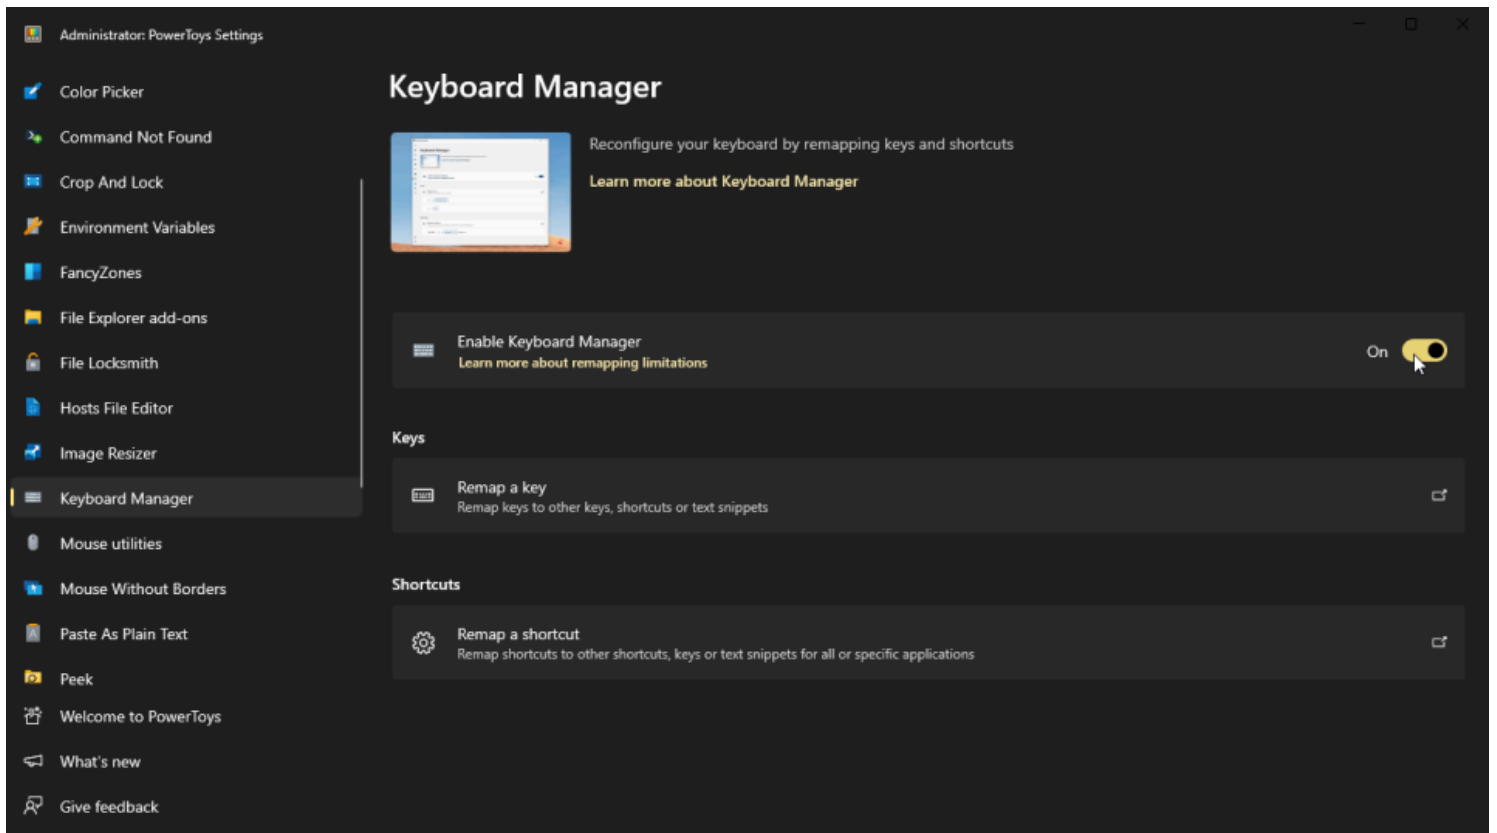 Administrator: PowerToys Settings
Color Picker
Command Not Found
Crop And Lock
Environment Variables
FancyZones
File Explorer add-ons
File Locksmith
Hosts File Editor
Image Resizer
Keyboard Manager
Mouse utilities
Mouse Without Borders
Paste As Plain Text
Peek
Welcome to PowerToys
What's new
Give feedback
Keyboard Manager
Reconfigure your keyboard by remapping keys and shortcuts
Learn more about Keyboard Manager
Enable Keyboard Manager
Learn more about remapping limitations
On
Keys
Remap a key
Remap keys to other keys, shortcuts or text snippets
Shortcuts
Remap a shortcut
Remap shortcuts to other shortcuts, keys or text snippets for all or specific applications